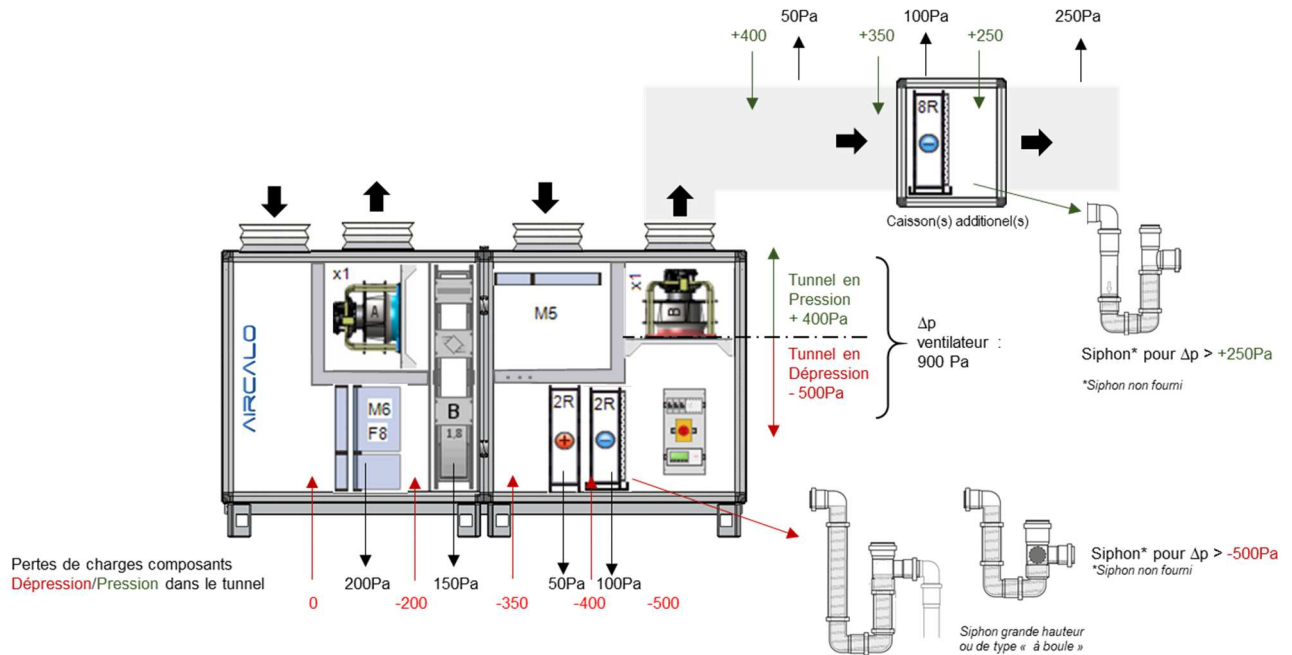 50Pa
100Pa
250Pa
+400
+350
+250
8R
Caisson(s) additionel(s)
x1
A
M5
x1
B
AIRCALO
M6
F8
B
1,8
2R
2R
Tunnel en
Pression
+ 400Pa
Tunnel en
Dépression
- 500Pa
Δp
ventilateur :
900 Pa
Siphon* pour Δp > +250Pa
*Siphon non fourni
Pertes de charges composants
Dépression/Pression dans le tunnel
200Pa
150Pa
50Pa
100Pa
0
-200
-350
-400
-500
Siphon* pour Δp > -500Pa
*Siphon non fourni
Siphon grande hauteur
ou de type « à boule »